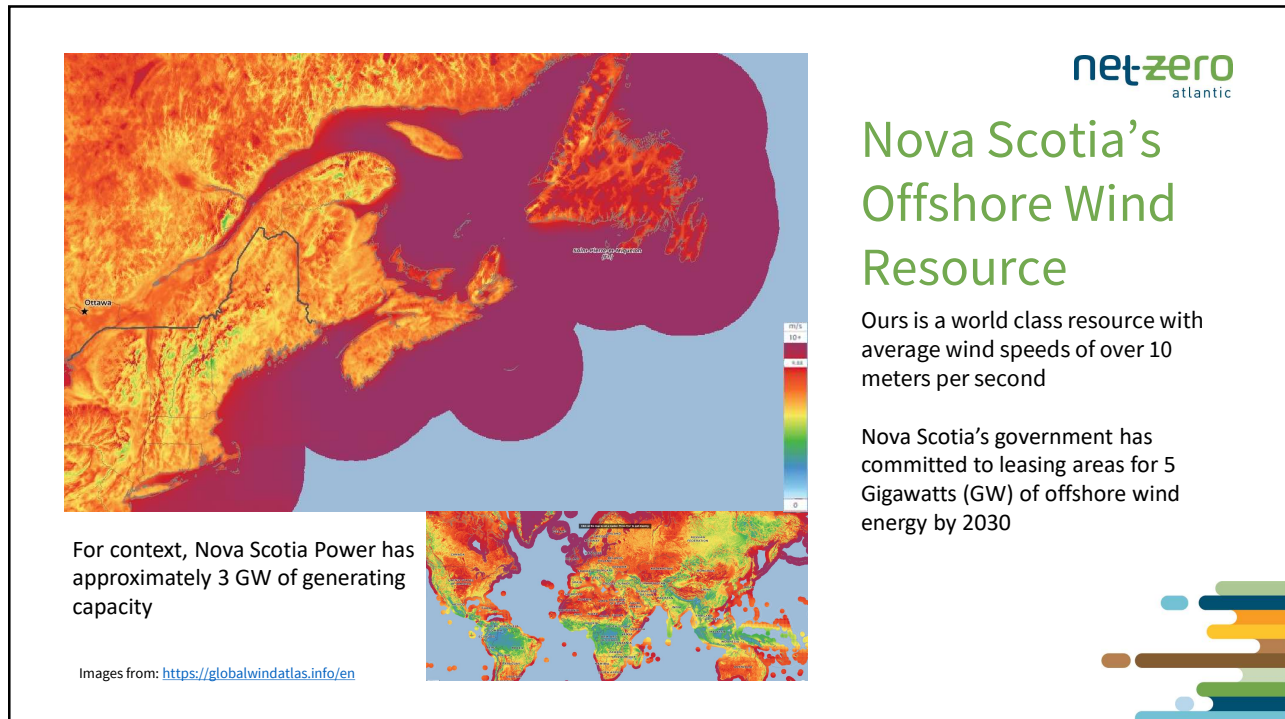 net-zero
atlantic
Nova Scotia’s
Offshore Wind
Resource
Ours is a world class resource with
average wind speeds of over 10
meters per second
Nova Scotia’s government has
committed to leasing areas for 5
Gigawatts (GW) of offshore wind
energy by 2030
Ottawa
m/s
10+
0
For context, Nova Scotia Power has
approximately 3 GW of generating
capacity
Images from: https://globalwindatlas.info/en